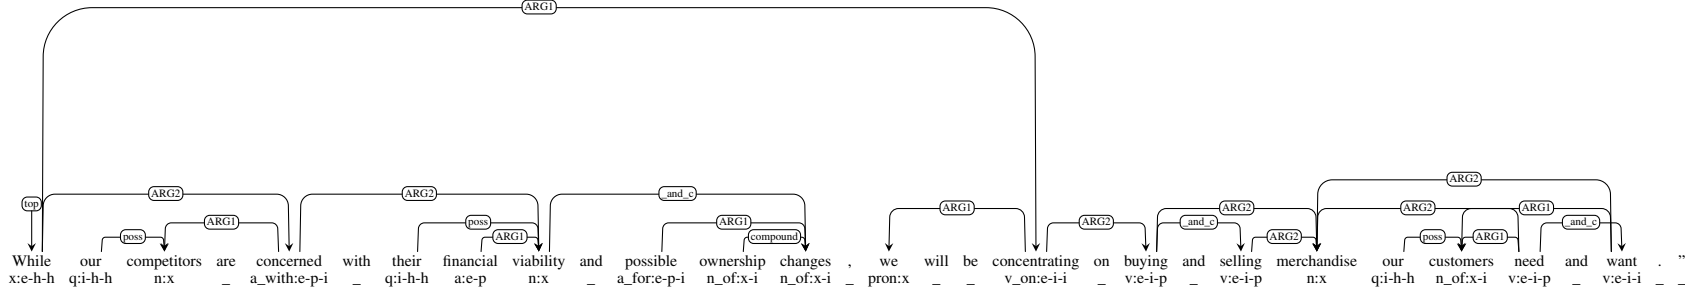 ARG1
top ARG2 ARG2 _and_c ARG2
poss ARG1 poss ARG1 ARG1 compound ARG1 ARG2 _and_c ARG2 ARG2 ARG2 poss ARG1 ARG1 _and_c
While our competitors are concerned with their financial viability and possible ownership changes , we will be concentrating on buying and selling merchandise our customers need and want . ”
x:e-h-h q:i-h-h n:x _ a_with:e-p-i _ q:i-h-h a:e-p n:x _ a_for:e-p-i n_of:x-i n_of:x-i _ pron:x _ _ v_on:e-i-i _ v:e-i-p _ v:e-i-p n:x q:i-h-h n_of:x-i v:e-i-p _ v:e-i-i _ _